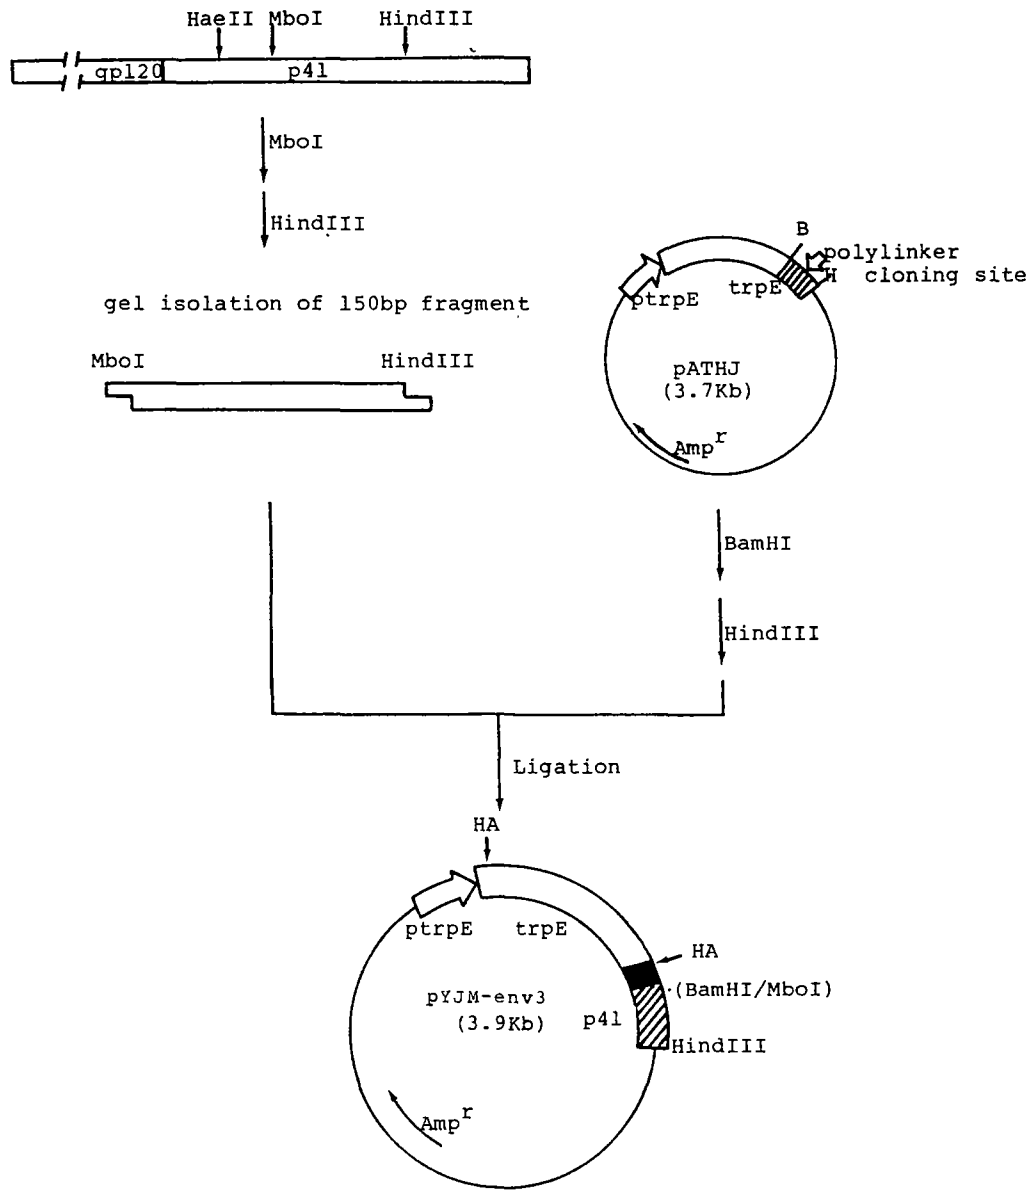 HaeII MboI HindIII
gp120 p41
MboI
HindIII
gel isolation of 150bp fragment
MboI HindIII
B
polylinker
H cloning site
ptrpE trpE
pATHJ
(3.7Kb)
Amp r
BamHI
HindIII
Ligation
HA
ptrpE trpE
HA
(BamHI/MboI)
pYJM-env3
(3.9Kb) p41
HindIII
Amp r